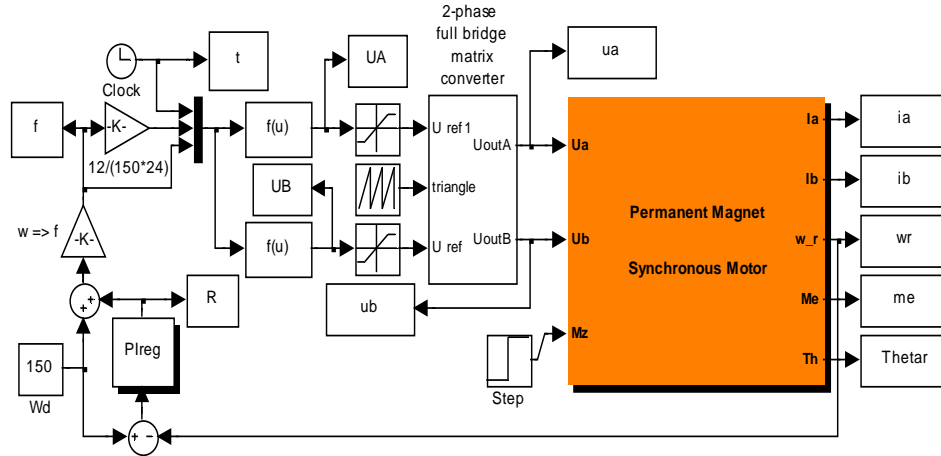 2-phase
full bridge
matrix
converter
Clock
t
UA
ua
f
-K-
12/(150*24)
f(u)
U ref1
UoutA
triangle
UB
f(u)
U ref
UoutB
ub
w => f
-K-
+
+
R
PIreg
150
Wd
+ -
Step
Ua
Ub
Mz
Permanent Magnet
Synchronous Motor
Ia
Ib
w_r
Me
Th
ia
ib
wr
me
Thetar